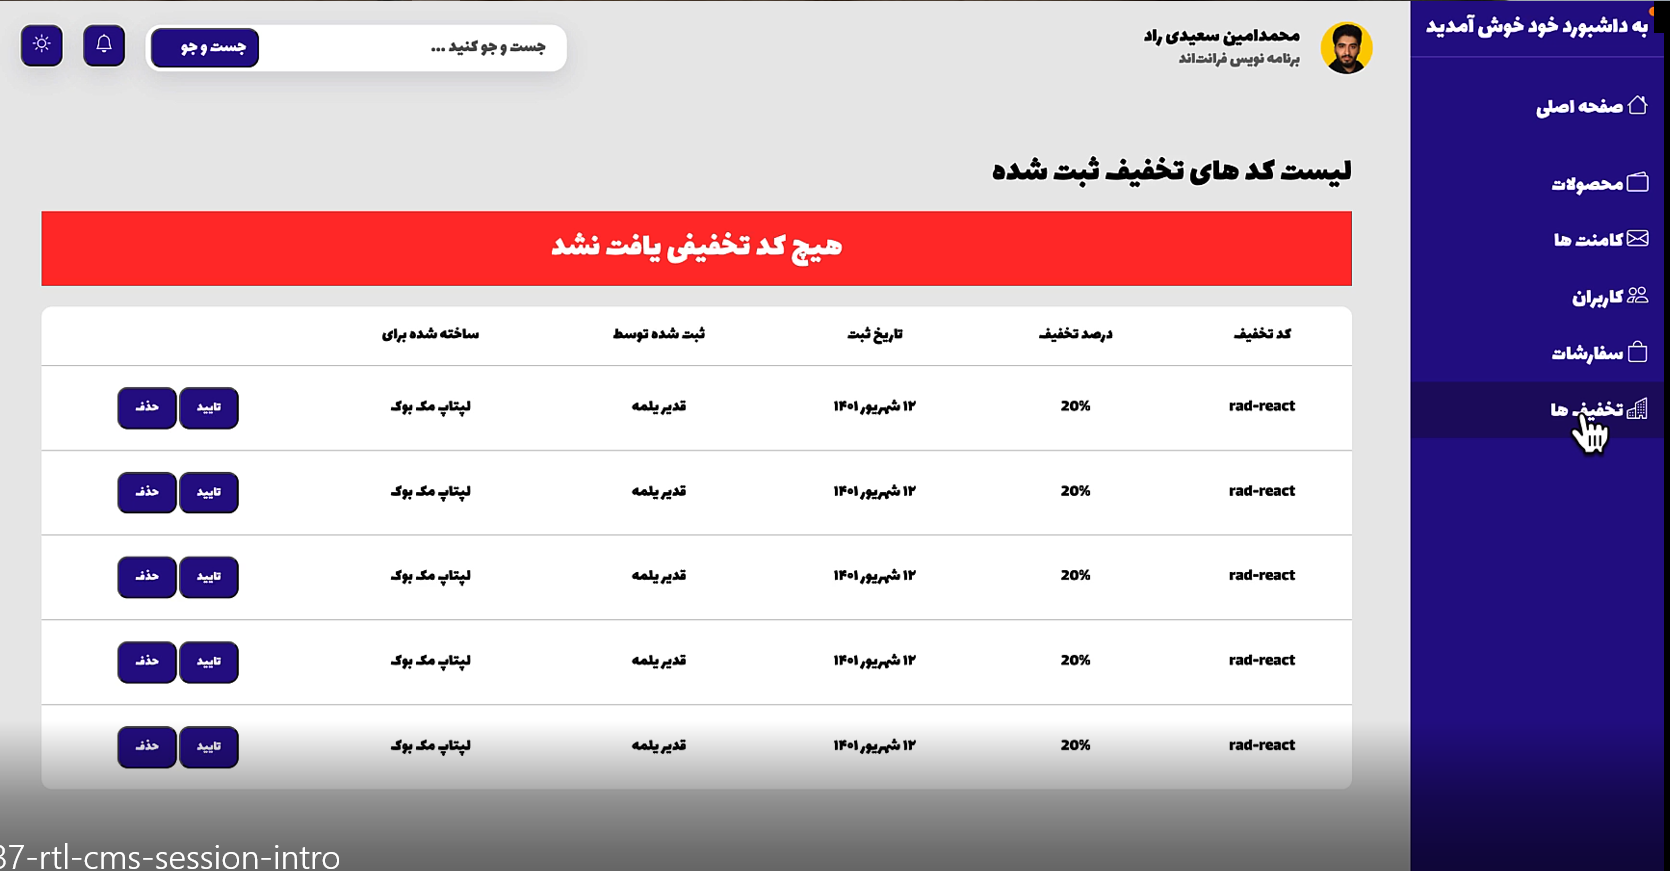 به داشبورد خود خوش آمدید
صفحه اصلی
محصولات
کامنت ها
کاربران
سفارشات
تخفیف ها
محمدامین سعیدی راد
برنامه نویس فرانت‌اند
جست و جو کنید ...
جست و جو
لیست کد های تخفیف ثبت شده
هیچ کد تخفیفی یافت نشد
کد تخفیف درصد تخفیف تاریخ ثبت ثبت شده توسط ساخته شده برای
rad-react 20% ۱۲ شهریور ۱۴۰۱ قدیر یلمه لپتاپ مک بوک تایید حذف
rad-react 20% ۱۲ شهریور ۱۴۰۱ قدیر یلمه لپتاپ مک بوک تایید حذف
rad-react 20% ۱۲ شهریور ۱۴۰۱ قدیر یلمه لپتاپ مک بوک تایید حذف
rad-react 20% ۱۲ شهریور ۱۴۰۱ قدیر یلمه لپتاپ مک بوک تایید حذف
rad-react 20% ۱۲ شهریور ۱۴۰۱ قدیر یلمه لپتاپ مک بوک تایید حذف
37-rtl-cms-session-intro